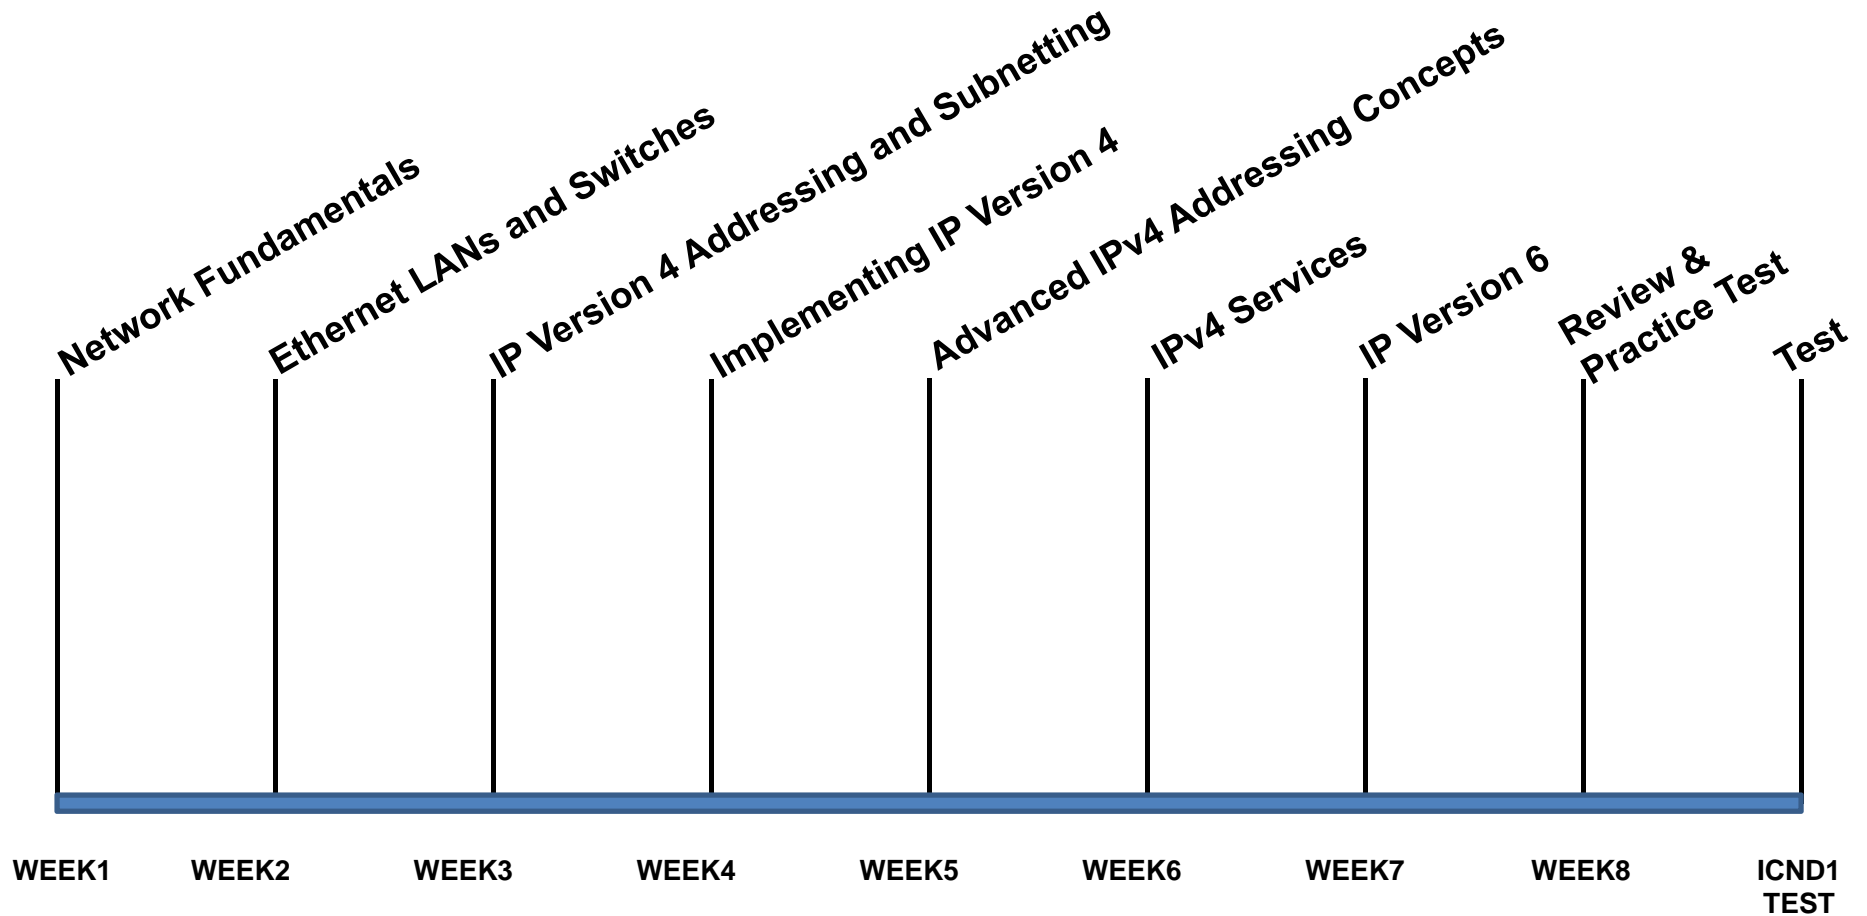 Network Fundamentals
Ethernet LANs and Switches
IP Version 4 Addressing and Subnetting
Implementing IP Version 4
Advanced IPv4 Addressing Concepts
IPv4 Services
IP Version 6
Review &
Practice Test
Test
WEEK1
WEEK2
WEEK3
WEEK4
WEEK5
WEEK6
WEEK7
WEEK8
ICND1
TEST